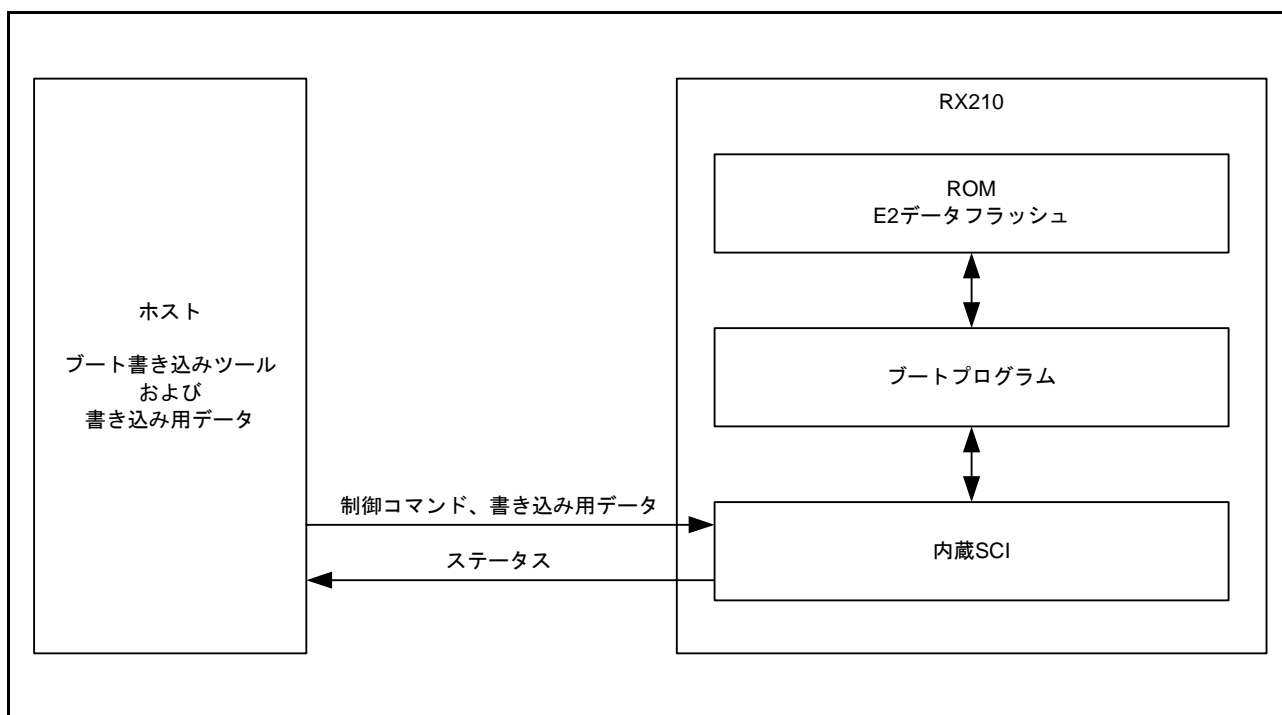 ホスト
ブート書き込みツール
および
書き込み用データ
制御コマンド、書き込み用データ
ステータス
RX210
ROM
E2データフラッシュ
ブートプログラム
内蔵SCI